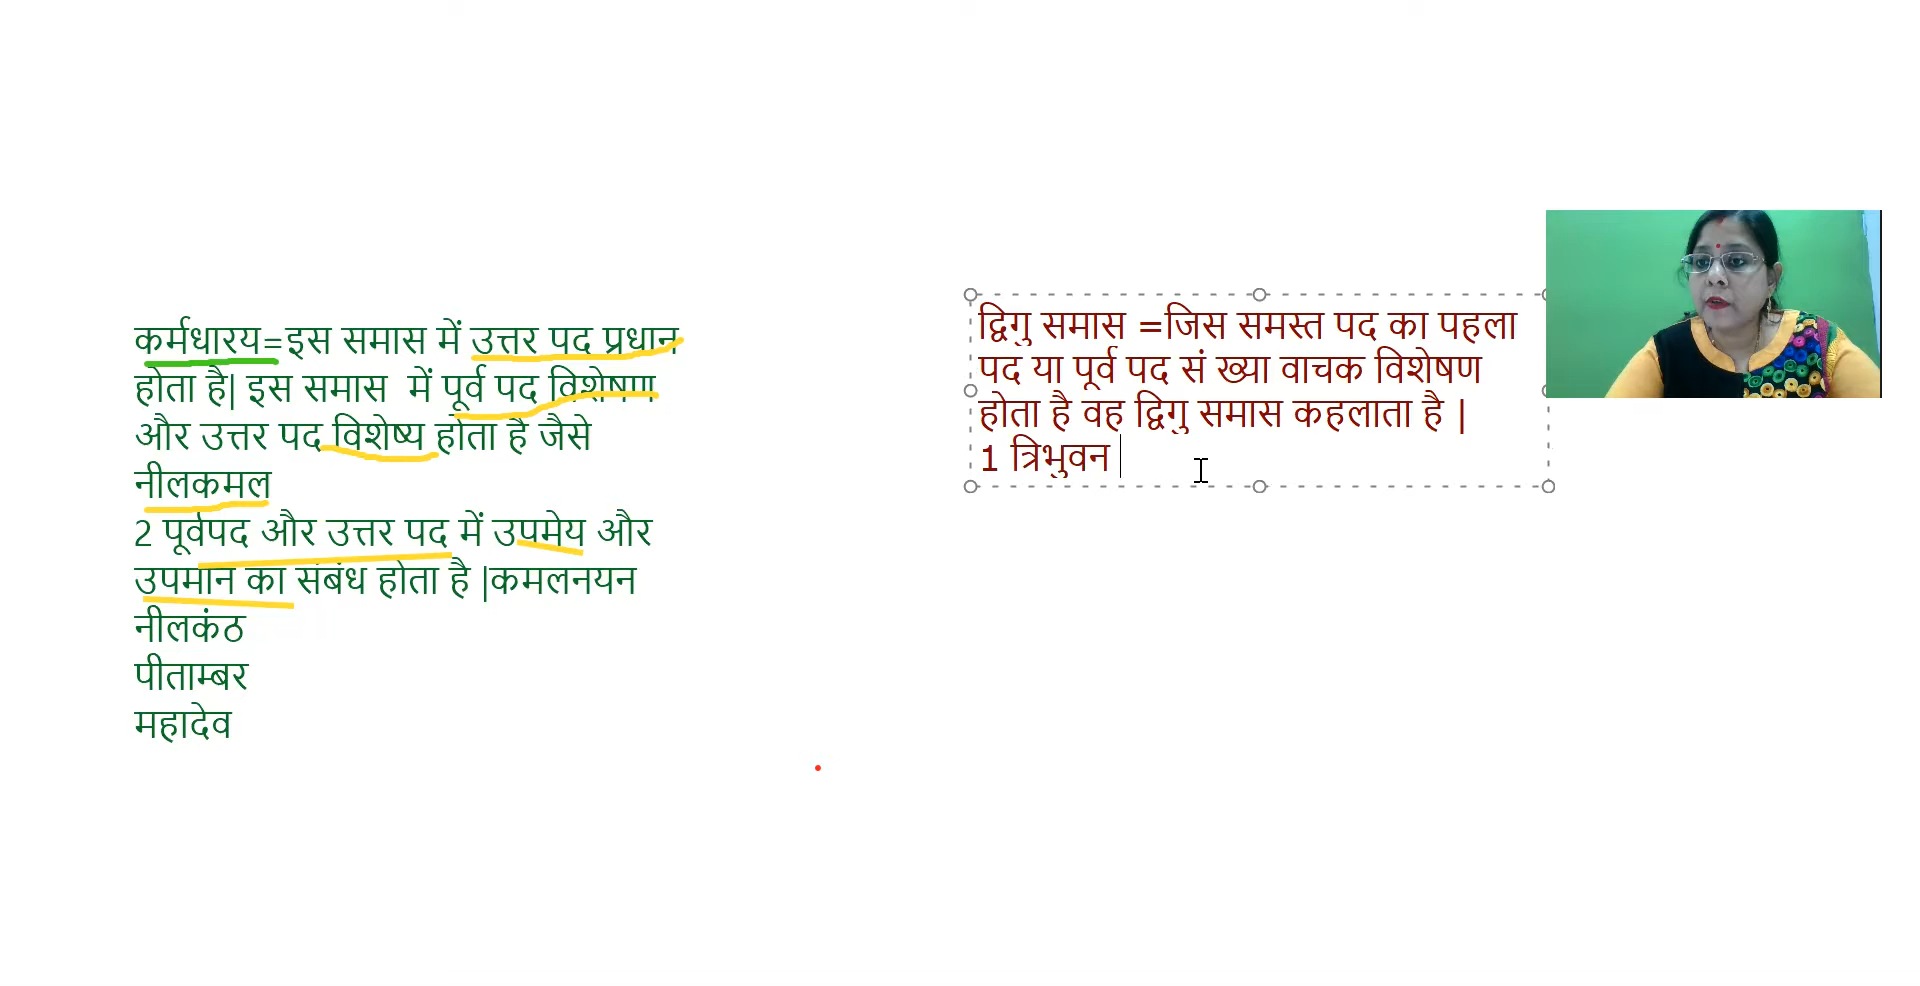 कर्मधारय=इस समास में उत्तर पद प्रधान
होता है| इस समास  में पूर्व पद विशेषण
और उत्तर पद विशेष्य होता है जैसे
नीलकमल
2 पूर्वपद और उत्तर पद में उपमेय और
उपमान का संबंध होता है |कमलनयन
नीलकंठ
पीताम्बर
महादेव
द्विगु समास =जिस समस्त पद का पहला
पद या पूर्व पद सं ख्या वाचक विशेषण
होता है वह द्विगु समास कहलाता है |
1 त्रिभुवन